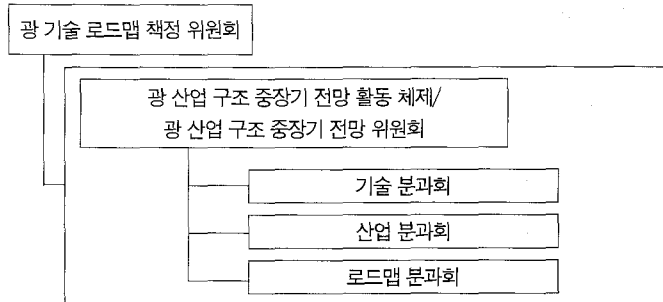 광 기술 로드맵 책정 위원회
광 산업 구조 중장기 전망 활동 체제/
광 산업 구조 중장기 전망 위원회
기술 분과회
산업 분과회
로드맵 분과회